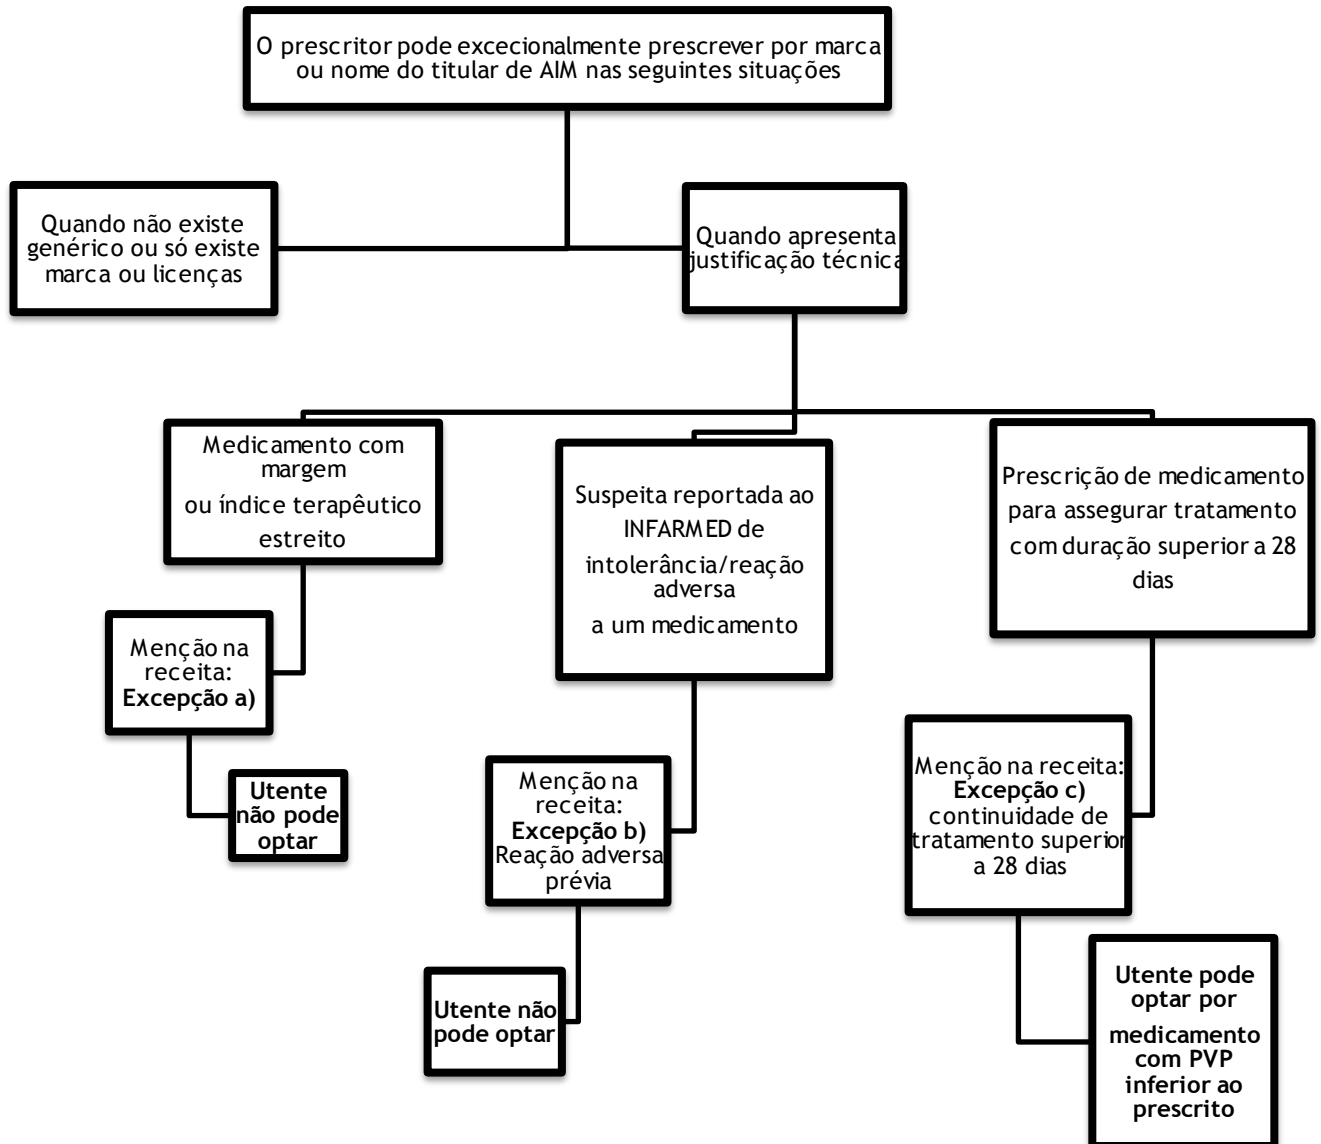 O prescritor pode excecionalmente prescrever por marca
ou nome do titular de AIM nas seguintes situações
Quando não existe
genérico ou só existe
marca ou licenças
Quando apresenta
justificação técnica
Medicamento com
margem
ou índice terapêutico
estreito
Suspeita reportada ao
INFARMED de
intolerância/reação
adversa
a um medicamento
Prescrição de medicamento
para assegurar tratamento
com duração superior a 28
dias
Menção na
receita:
Excepção a)
Utente
não pode
optar
Menção na
receita:
Excepção b)
Reação adversa
prévia
Utente não
pode optar
Menção na receita:
Excepção c)
continuidade de
tratamento superior
a 28 dias
Utente pode
optar por
medicamento
com PVP
inferior ao
prescrito